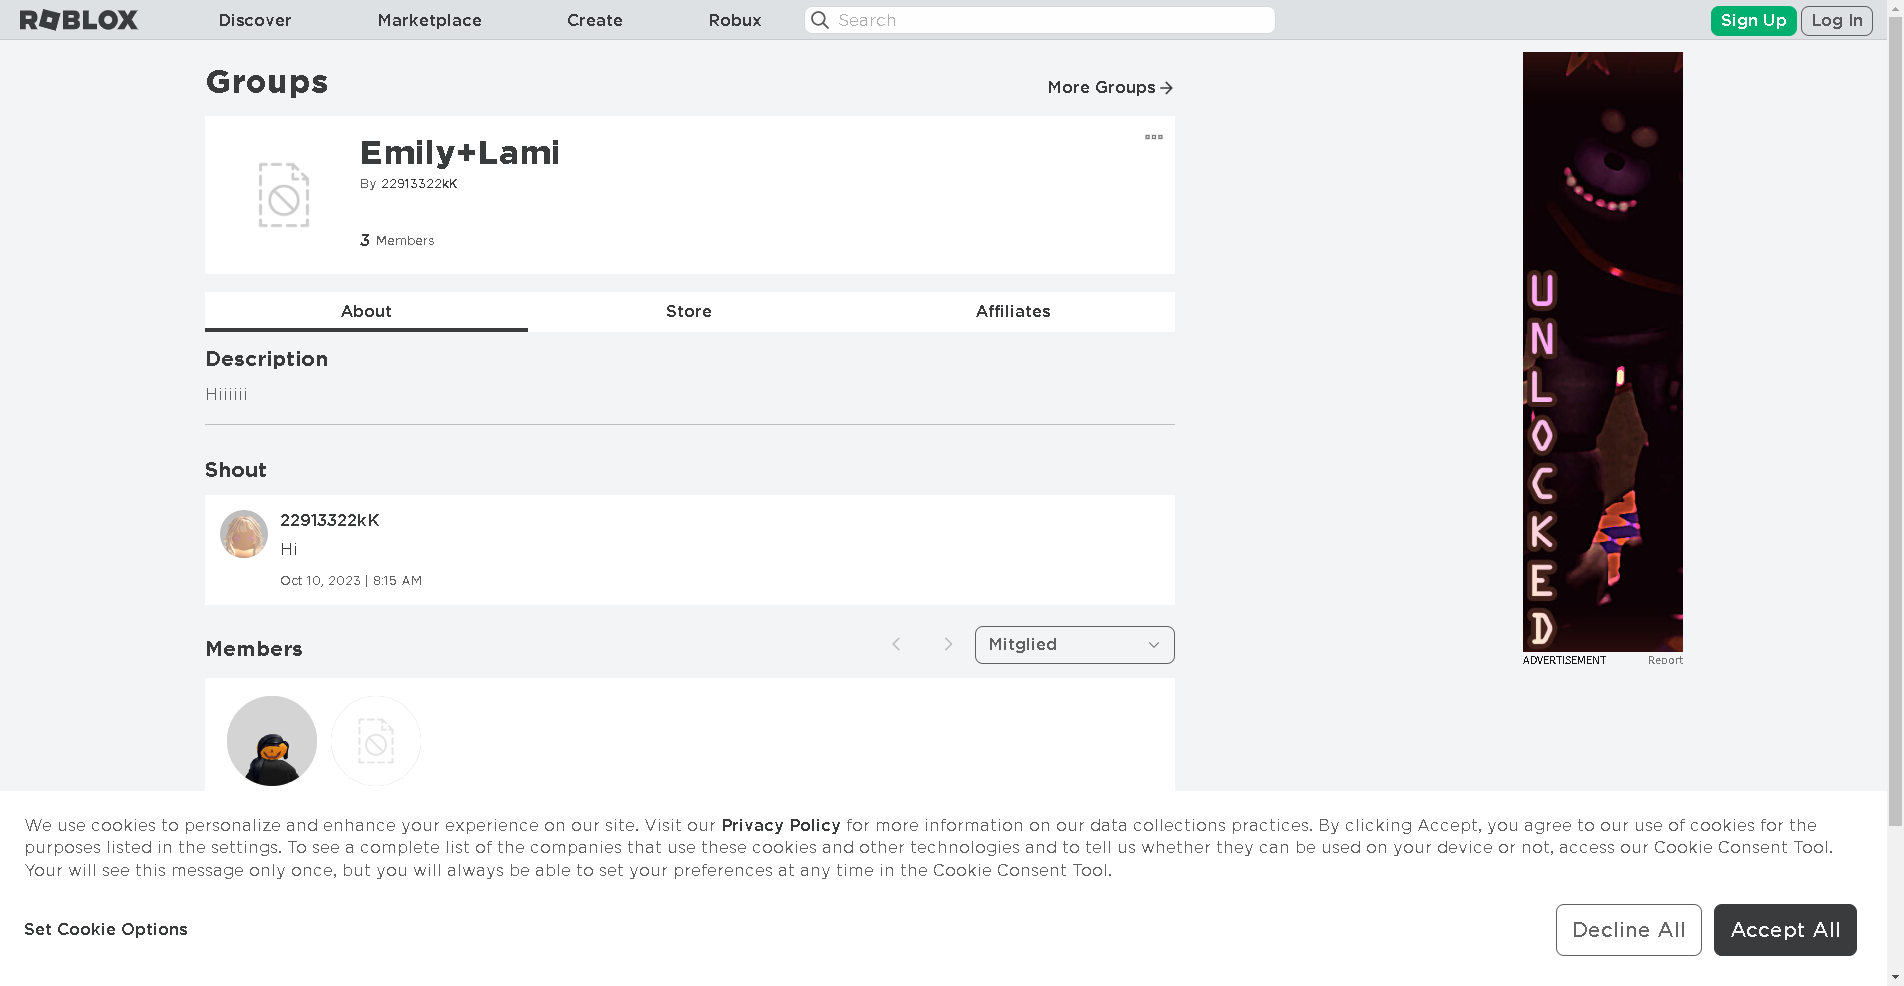 ROBLOX
Discover
Marketplace
Create
Robux
Search
Sign Up
Log In
Groups
More Groups
Emily+Lami
By 22913322kK
3 Members
About
Store
Affiliates
Description
Hiiiiii
Shout
22913322kK
Hi
Oct 10, 2023 | 8:15 AM
Members
Mitglied
UNLOCKED
ADVERTISEMENT
Report
We use cookies to personalize and enhance your experience on our site. Visit our Privacy Policy for more information on our data collections practices. By clicking Accept, you agree to our use of cookies for the
purposes listed in the settings. To see a complete list of the companies that use these cookies and other technologies and to tell us whether they can be used on your device or not, access our Cookie Consent Tool.
Your will see this message only once, but you will always be able to set your preferences at any time in the Cookie Consent Tool.
Set Cookie Options
Decline All
Accept All